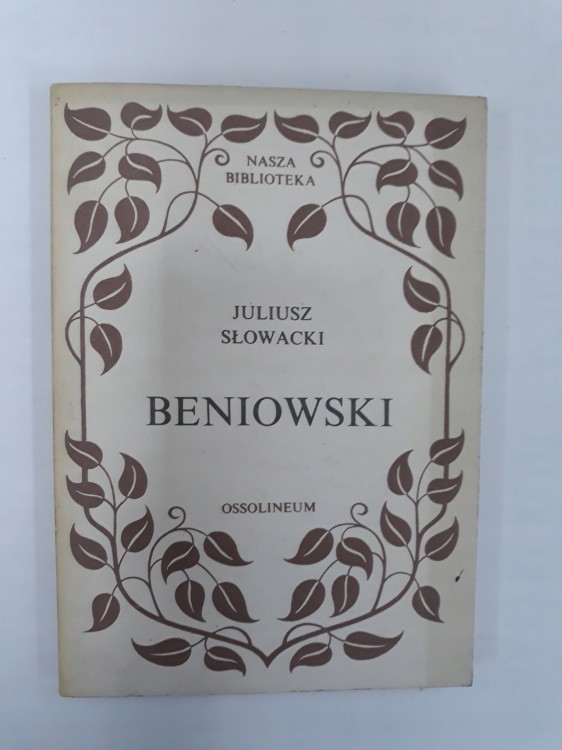 NASZA
BIBLIOTEKA
JULIUSZ
SŁOWACKI
BENIOWSKI
OSSOLINEUM